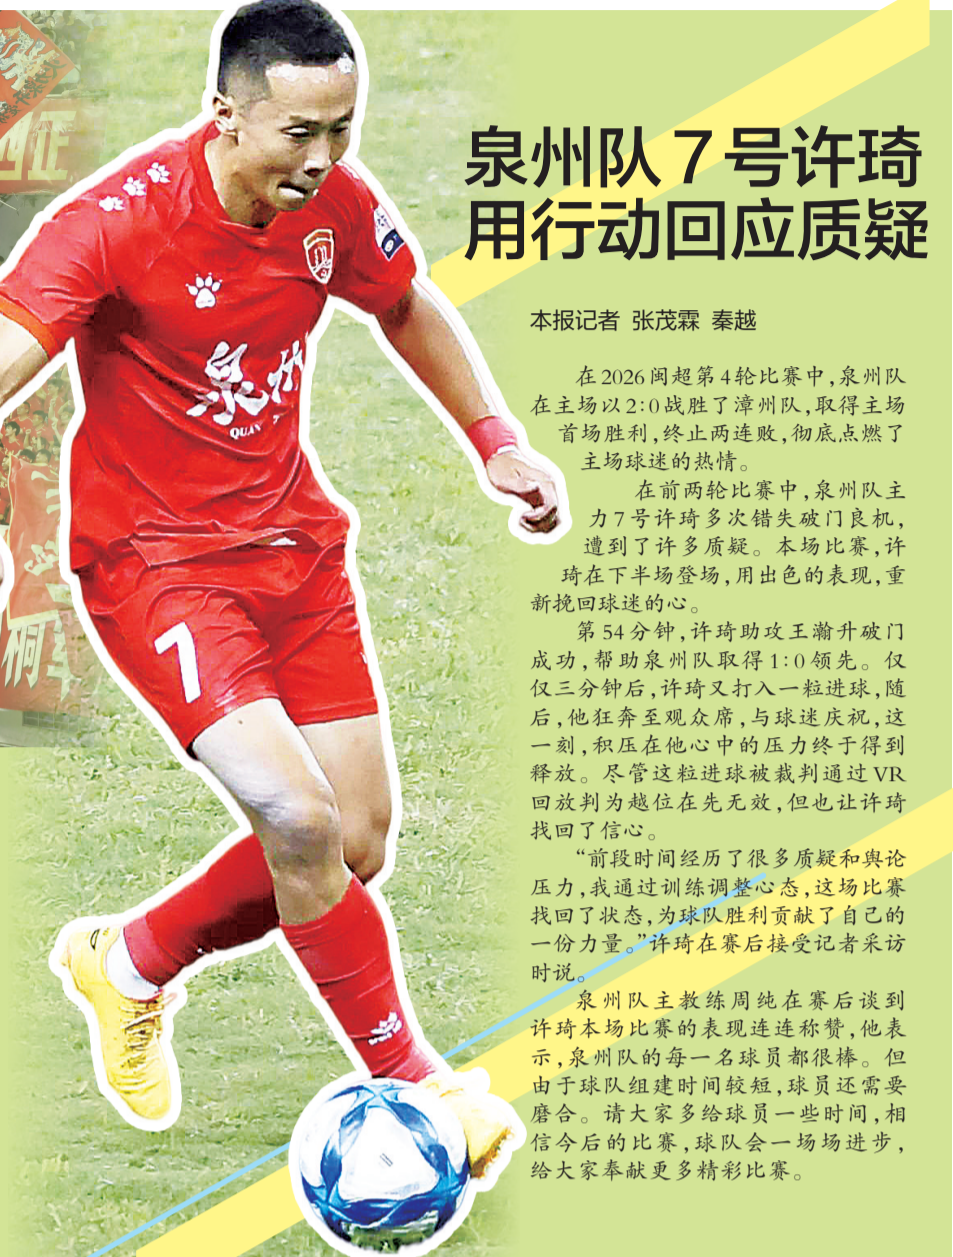 泉州队7号许琦
用行动回应质疑
本报记者 张茂霖 秦越
在2026闽超第4轮比赛中,泉州队
在主场以2:0战胜了漳州队,取得主场
首场胜利,终止两连败,彻底点燃了
主场球迷的热情。
在前两轮比赛中,泉州队主
力7号许琦多次错失破门良机,
遭到了许多质疑。本场比赛,许
琦在下半场登场,用出色的表现,重
新挽回球迷的心。
第54分钟,许琦助攻王瀚升破门
成功,帮助泉州队取得1:0领先。仅
仅三分钟后,许琦又打入一粒进球,随
后,他狂奔至观众席,与球迷庆祝,这
一刻,积压在他心中的压力终于得到
释放。尽管这粒进球被裁判通过VR
回放判为越位在先无效,但也让许琦
找回了信心。
“前段时间经历了很多质疑和舆论
压力,我通过训练调整心态,这场比赛
找回了状态,为球队胜利贡献了自己的
一份力量。”许琦在赛后接受记者采访
时说。
泉州队主教练周纯在赛后谈到
许琦本场比赛的表现连连称赞,他表
示,泉州队的每一名球员都很棒。但
由于球队组建时间较短,球员还需要
磨合。请大家多给球员一些时间,相
信今后的比赛,球队会一场场进步,
给大家奉献更多精彩比赛。
泉州
QUAN
7
桐